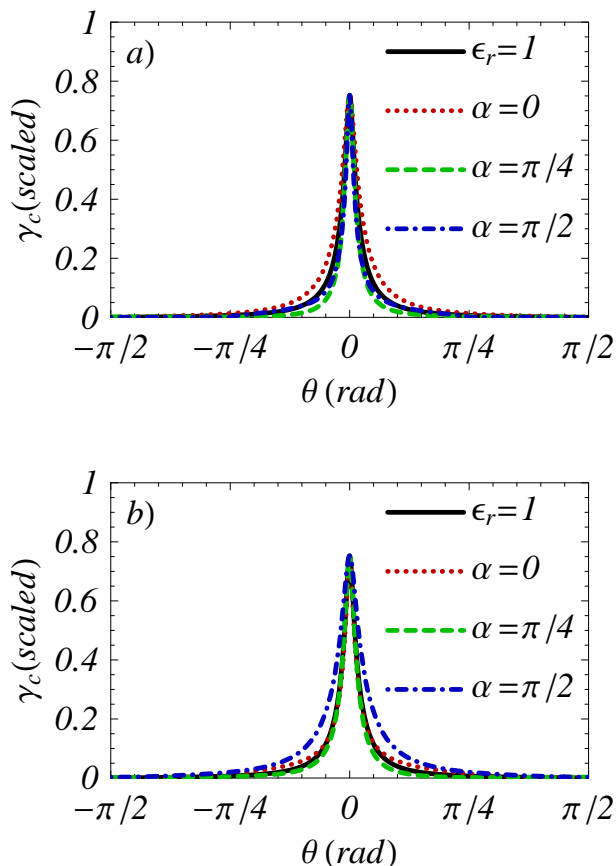 1
a)
ϵr=1
0.8
α=0
0.6
α=π/4
0.4
α=π/2
0.2
0
γc(scaled)
−π/2 −π/4 0 π/4 π/2
θ (rad)
1
b)
ϵr=1
0.8
α=0
0.6
α=π/4
0.4
α=π/2
0.2
0
γc(scaled)
−π/2 −π/4 0 π/4 π/2
θ (rad)